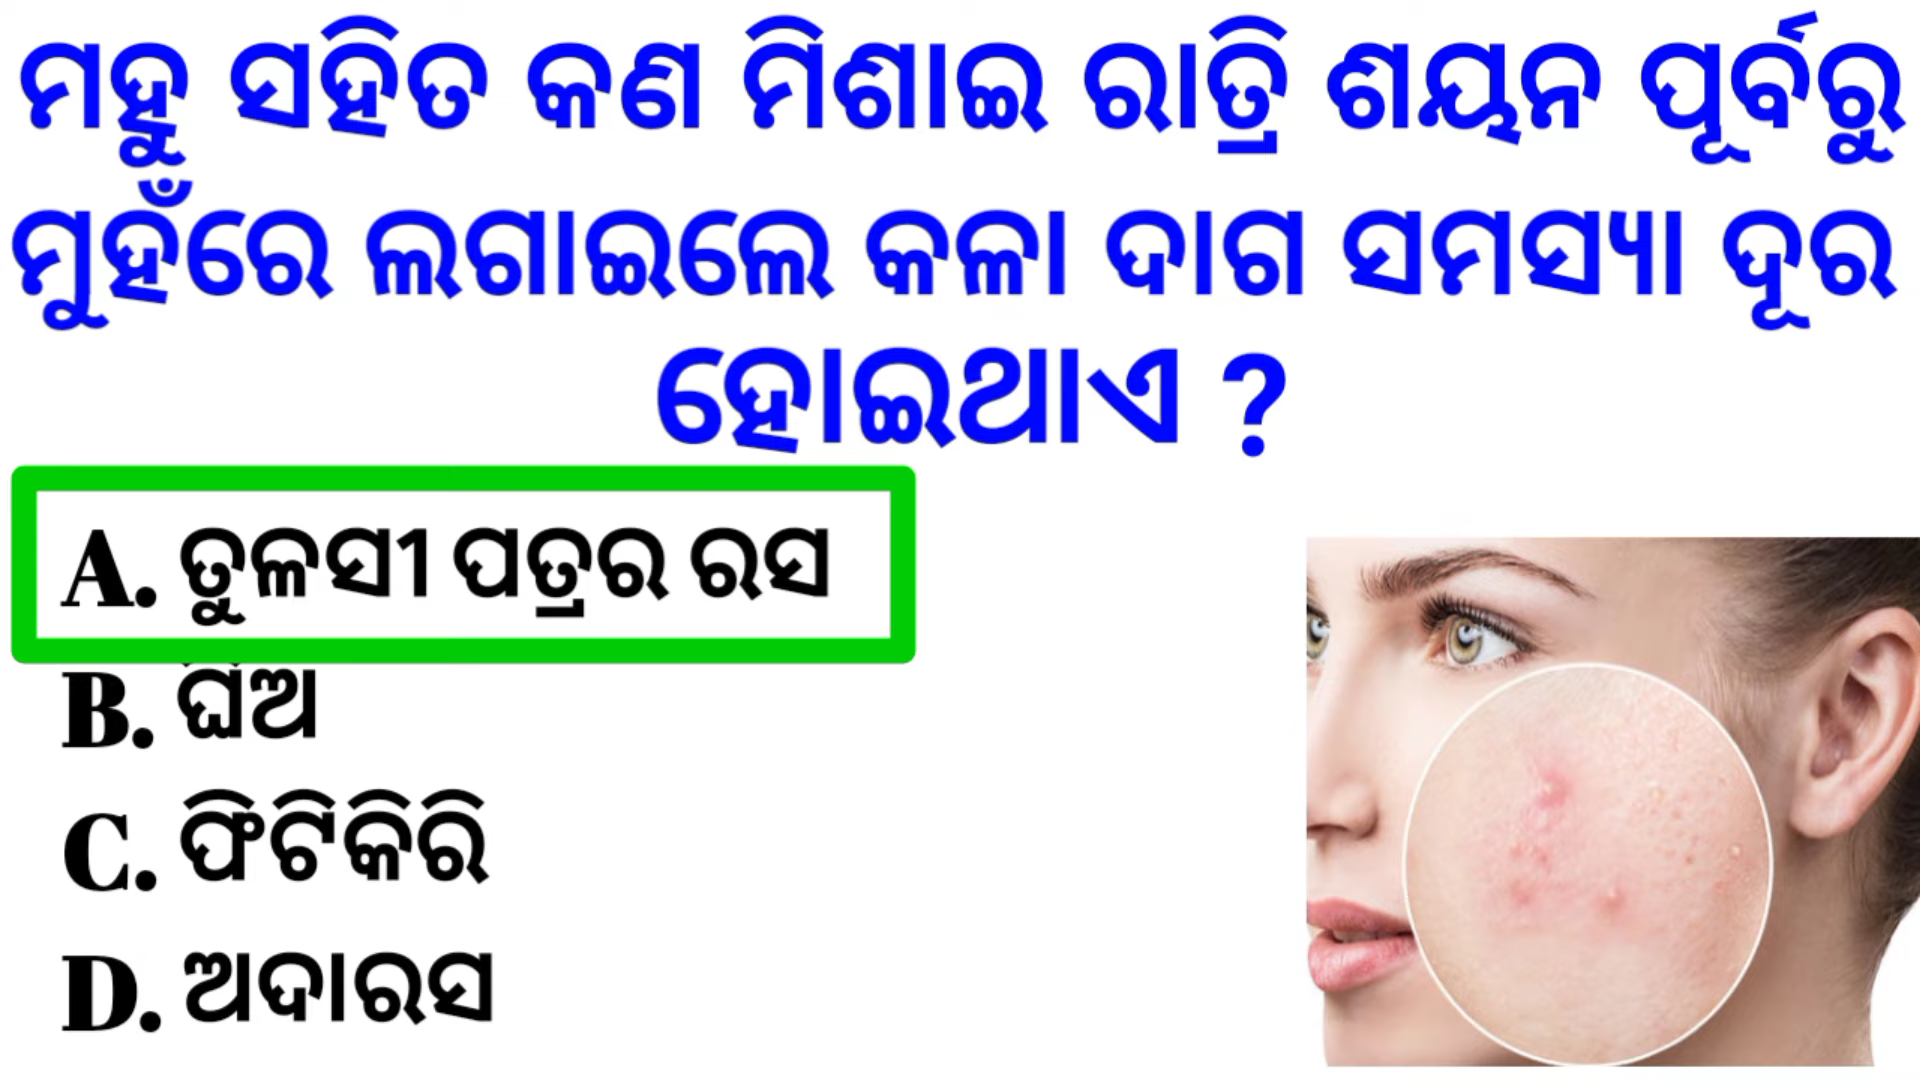 ମହୁ ସହିତ କଣ ମିଶାଇ ରାତ୍ରି ଶୟନ ପୂର୍ବରୁ
ମୁହଁରେ ଲଗାଇଲେ କଳା ଦାଗ ସମସ୍ୟା ଦୂର
ହୋଇଥାଏ ?
A. ତୁଳସୀ ପତ୍ରର ରସ
B. ଘିଅ
C. ଫିଟିକିରି
D. ଅଦାରସ